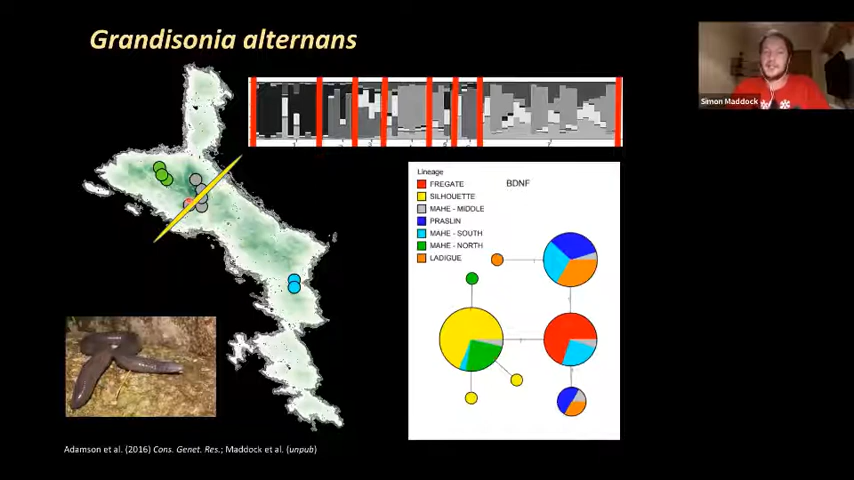 Grandisonia alternans
Simon Maddock
Lineage
BDNF
FREGATE
SILHOUETTE
MAHE - MIDDLE
PRASLIN
MAHE - SOUTH
MAHE - NORTH
LADIGUE
Adamson et al. (2016) Cons. Genet. Res.; Maddock et al. (unpub)